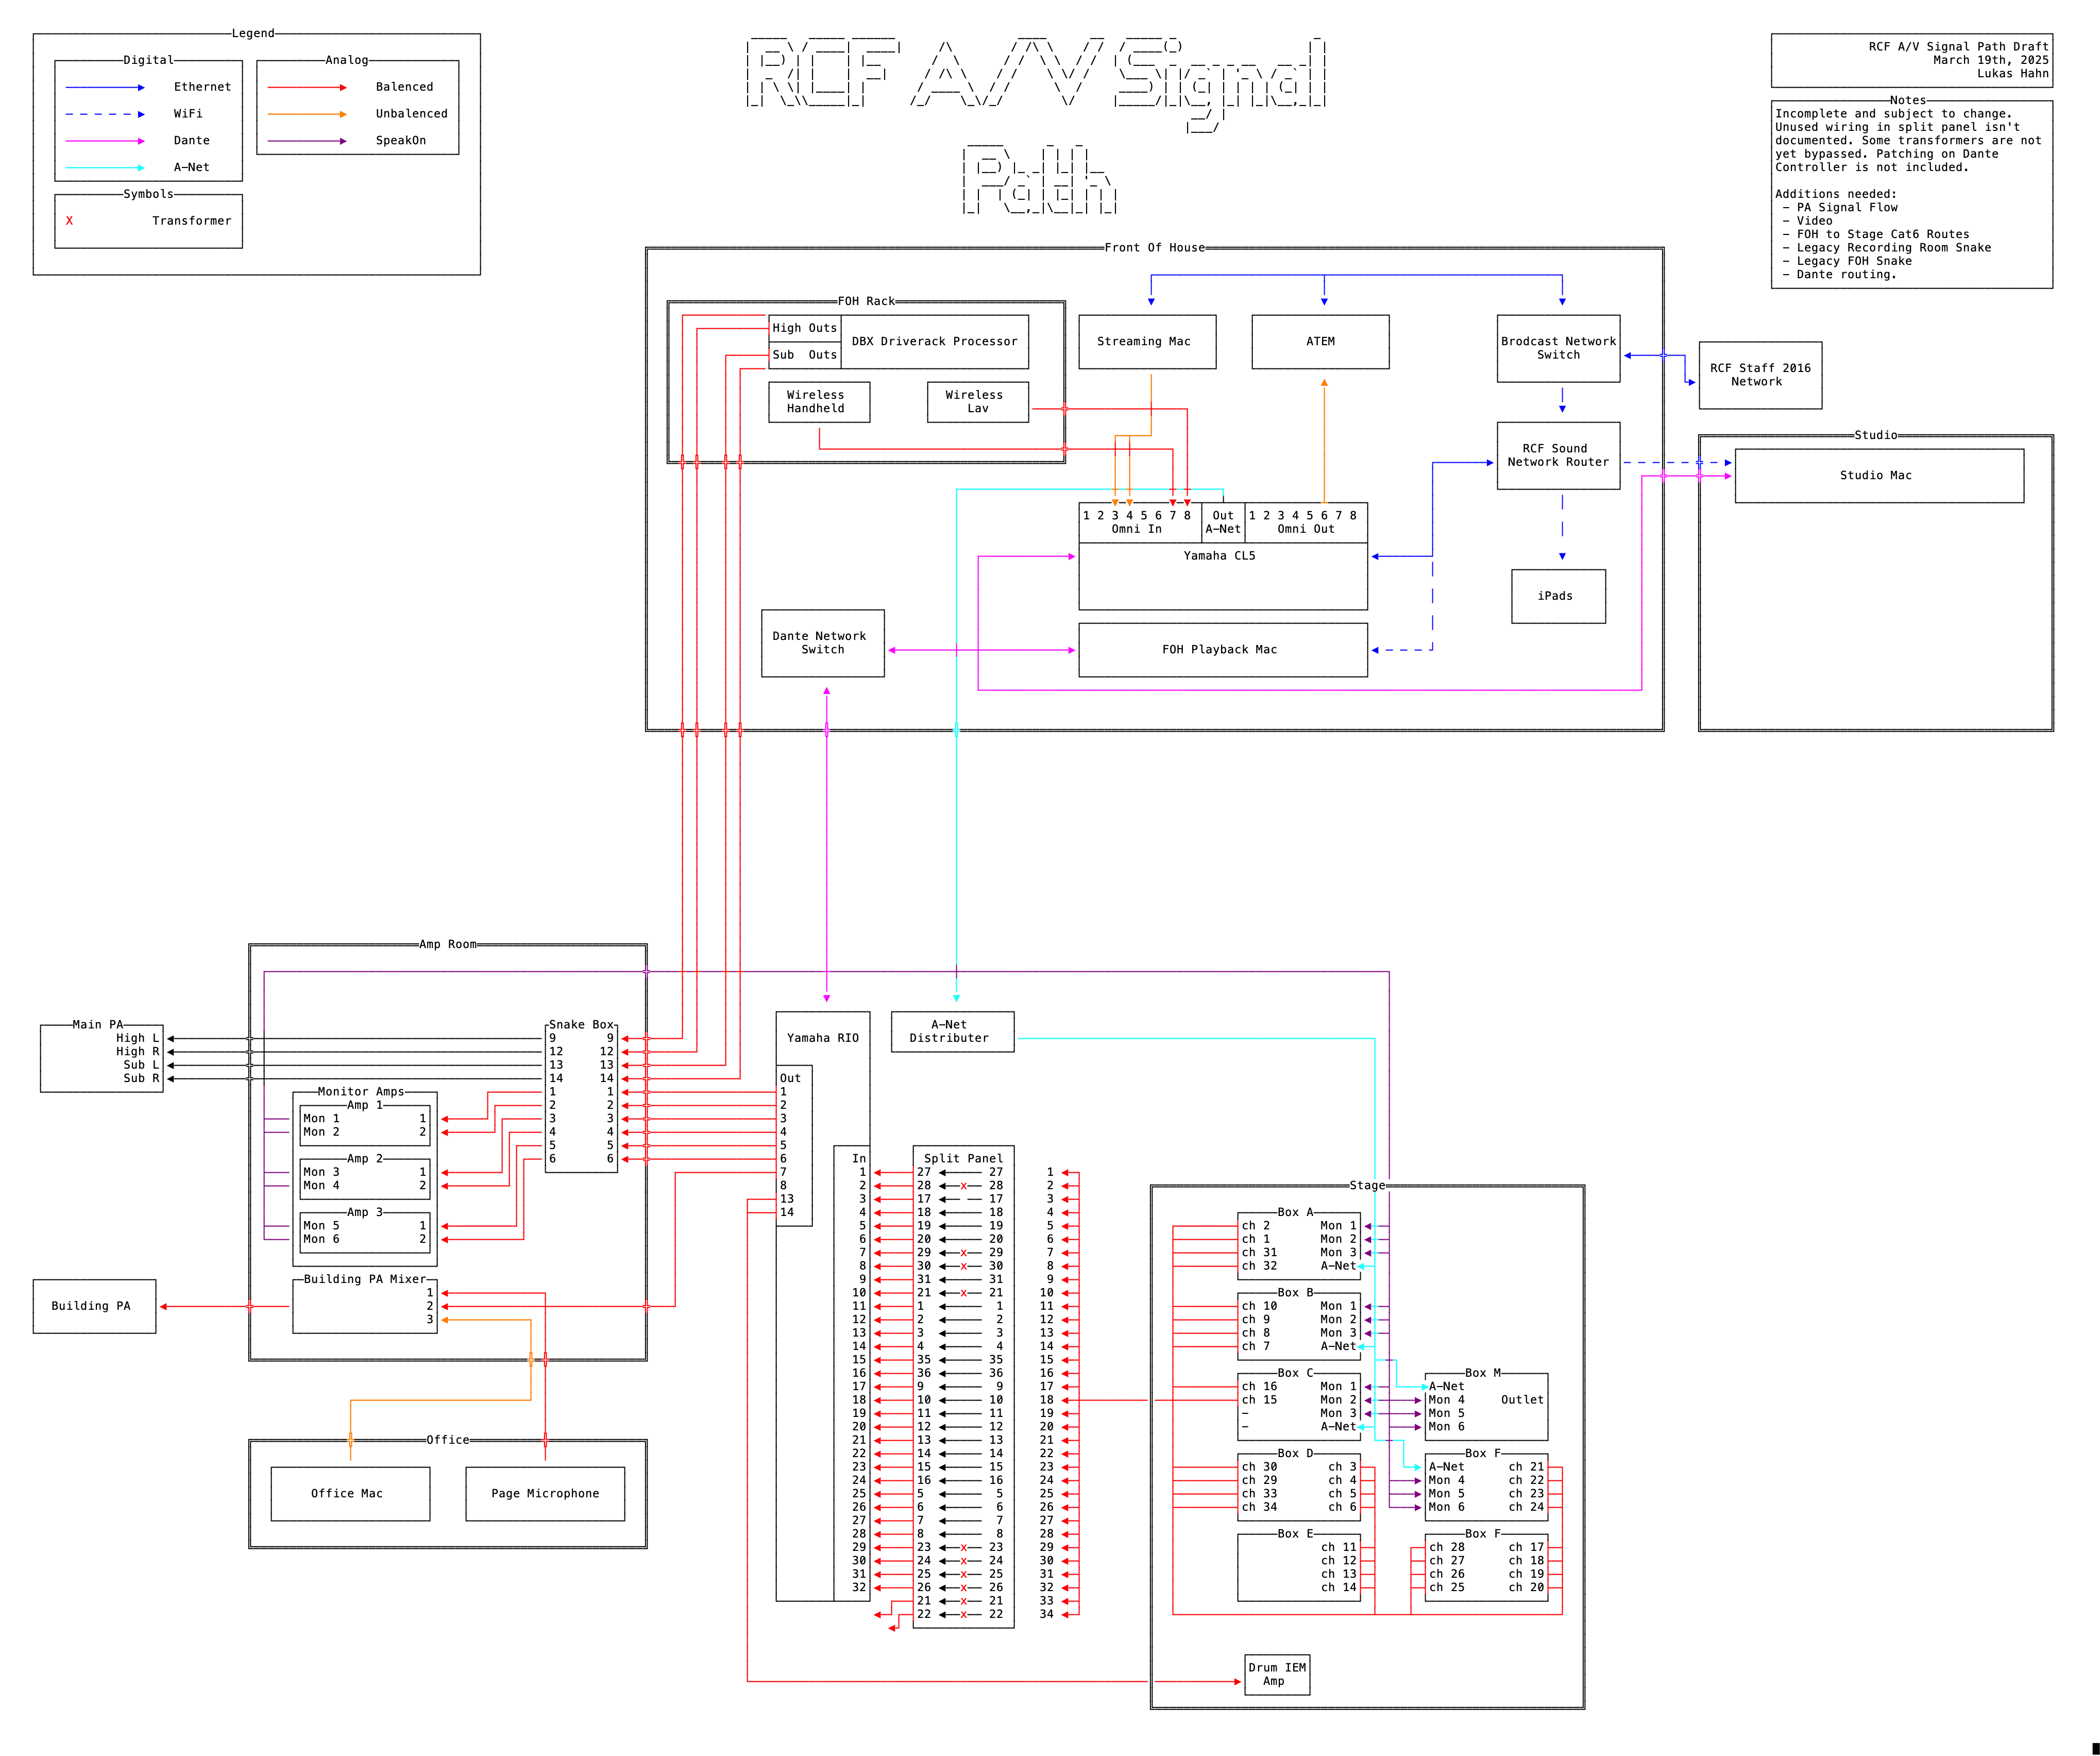 RCF A/V Signal
Path
Legend
Digital
Ethernet
WiFi
Dante
A-Net
Analog
Balenced
Unbalenced
SpeakOn
Symbols
X Transformer
RCF A/V Signal Path Draft
March 19th, 2025
Lukas Hahn
Notes
Incomplete and subject to change.
Unused wiring in split panel isn't
documented. Some transformers are not
yet bypassed. Patching on Dante
Controller is not included.
Additions needed:
- PA Signal Flow
- Video
- FOH to Stage Cat6 Routes
- Legacy Recording Room Snake
- Legacy FOH Snake
- Dante routing.
Front Of House
FOH Rack
High Outs
Sub Outs
DBX Driverack Processor
Wireless
Handheld
Wireless
Lav
Streaming Mac
ATEM
Brodcast Network
Switch
RCF Staff 2016
Network
RCF Sound
Network Router
Studio
Studio Mac
1 2 3 4 5 6 7 8
Omni In
Out
A-Net
1 2 3 4 5 6 7 8
Omni Out
Yamaha CL5
iPads
Dante Network
Switch
FOH Playback Mac
Amp Room
Main PA
High L
High R
Sub L
Sub R
Snake Box
9 9
12 12
13 13
14 14
1 1
2 2
3 3
4 4
5 5
6 6
Monitor Amps
Amp 1
Mon 1 1
Mon 2 2
Amp 2
Mon 3 1
Mon 4 2
Amp 3
Mon 5 1
Mon 6 2
Building PA Mixer
1
2
3
Building PA
Office
Office Mac
Page Microphone
Yamaha RIO
Out
1
2
3
4
5
6
7
8
13
14
A-Net
Distributer
In
1
2
3
4
5
6
7
8
9
10
11
12
13
14
15
16
17
18
19
20
21
22
23
24
25
26
27
28
29
30
31
32
Split Panel
27 27
28 X 28
17 17
18 18
19 19
20 20
29 X 29
30 X 30
31 31
21 X 21
1 1
2 2
3 3
4 4
35 35
36 36
9 9
10 10
11 11
12 12
13 13
14 14
15 15
16 16
5 5
6 6
7 7
8 8
23 X 23
24 X 24
25 X 25
26 X 26
21 X 21
22 X 22
1
2
3
4
5
6
7
8
9
10
11
12
13
14
15
16
17
18
19
20
21
22
23
24
25
26
27
28
29
30
31
32
33
34
Stage
Box A
ch 2 Mon 1
ch 1 Mon 2
ch 31 Mon 3
ch 32 A-Net
Box B
ch 10 Mon 1
ch 9 Mon 2
ch 8 Mon 3
ch 7 A-Net
Box C
ch 16 Mon 1
ch 15 Mon 2
- Mon 3
- A-Net
Box M
A-Net
Mon 4 Outlet
Mon 5
Mon 6
Box D
ch 30 ch 3
ch 29 ch 4
ch 33 ch 5
ch 34 ch 6
Box F
A-Net ch 21
Mon 4 ch 22
Mon 5 ch 23
Mon 6 ch 24
Box E
ch 11
ch 12
ch 13
ch 14
Box F
ch 28 ch 17
ch 27 ch 18
ch 26 ch 19
ch 25 ch 20
Drum IEM
Amp